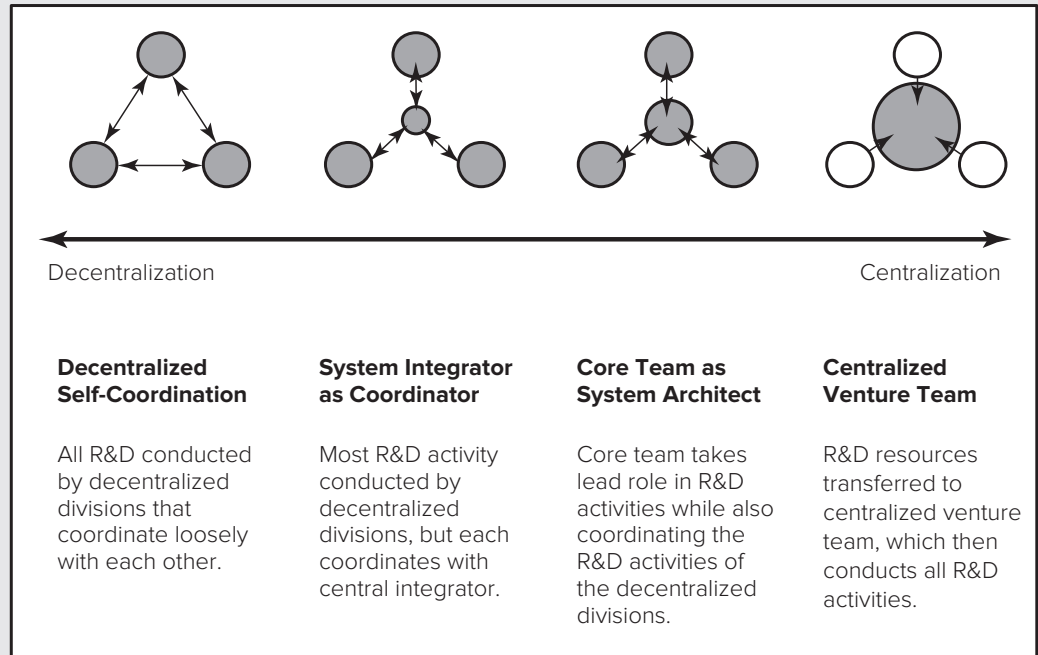 Decentralization
Centralization
Decentralized
Self-Coordination
All R&D conducted
by decentralized
divisions that
coordinate loosely
with each other.
System Integrator
as Coordinator
Most R&D activity
conducted by
decentralized
divisions, but each
coordinates with
central integrator.
Core Team as
System Architect
Core team takes
lead role in R&D
activities while also
coordinating the
R&D activities of
the decentralized
divisions.
Centralized
Venture Team
R&D resources
transferred to
centralized venture
team, which then
conducts all R&D
activities.